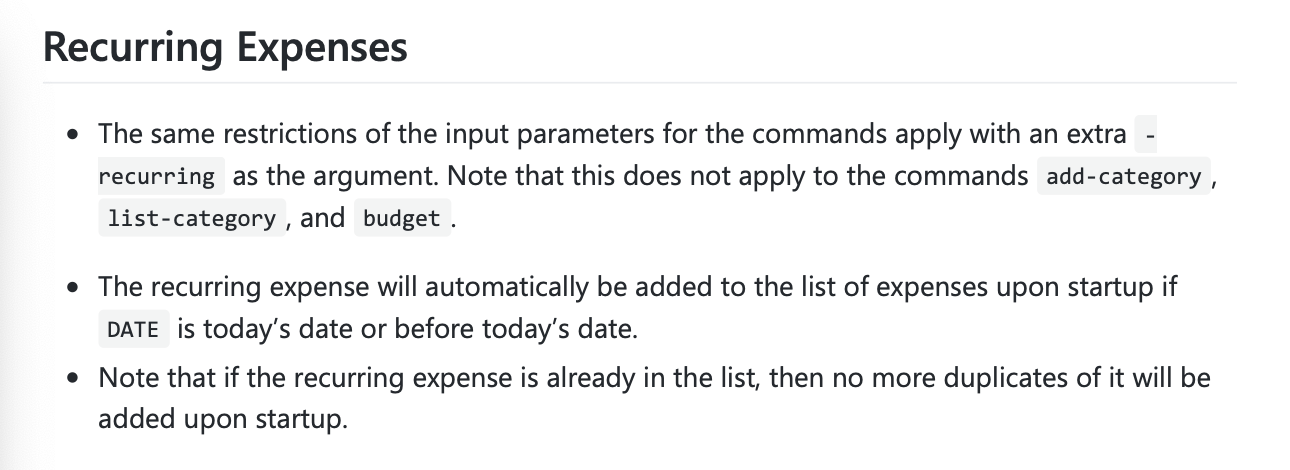 Recurring Expenses
The same restrictions of the input parameters for the commands apply with an extra -
recurring as the argument. Note that this does not apply to the commands add-category,
list-category, and budget.
The recurring expense will automatically be added to the list of expenses upon startup if
DATE is today’s date or before today’s date.
Note that if the recurring expense is already in the list, then no more duplicates of it will be
added upon startup.